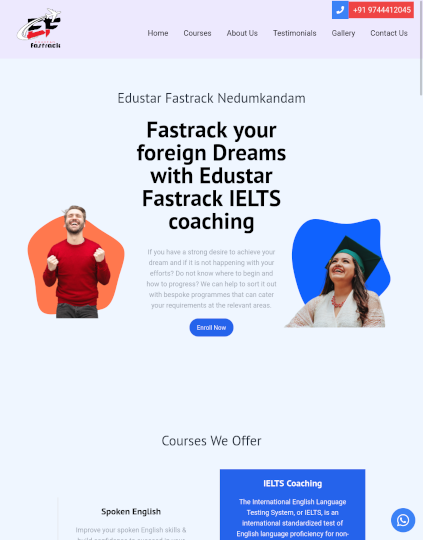 +91 9744412045
Fastrack
Home Courses About Us Testimonials Gallery Contact Us
Edustar Fastrack Nedumkandam
Fastrack your
foreign Dreams
with Edustar
Fastrack IELTS
coaching
If you have a strong desire to achieve your
dream and if it is not happening with your
efforts? Do not know where to begin and
how to progress? We can help to sort it out
with bespoke programmes that can cater
your requirements at the relevant areas.
Enroll Now
Courses We Offer
Spoken English
Improve your spoken English skills &
IELTS Coaching
The International English Language
Testing System, or IELTS, is an
international standardized test of
English language proficiency for non-